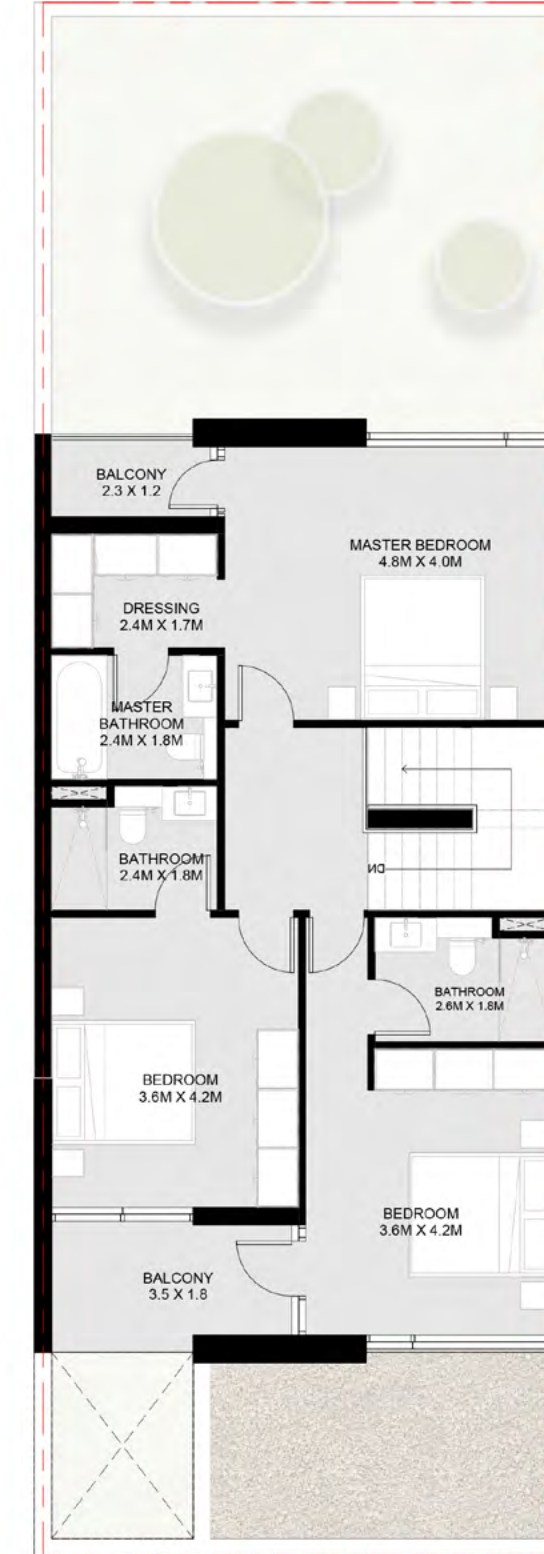 BALCONY
2.3 X 1.2
MASTER BEDROOM
4.8M X 4.0M
DRESSING
2.4M X 1.7M
MASTER
BATHROOM
2.4M X 1.8M
BATHROOM
2.4M X 1.8M
DN
BATHROOM
2.6M X 1.8M
BEDROOM
3.6M X 4.2M
BEDROOM
3.6M X 4.2M
BALCONY
3.5 X 1.8